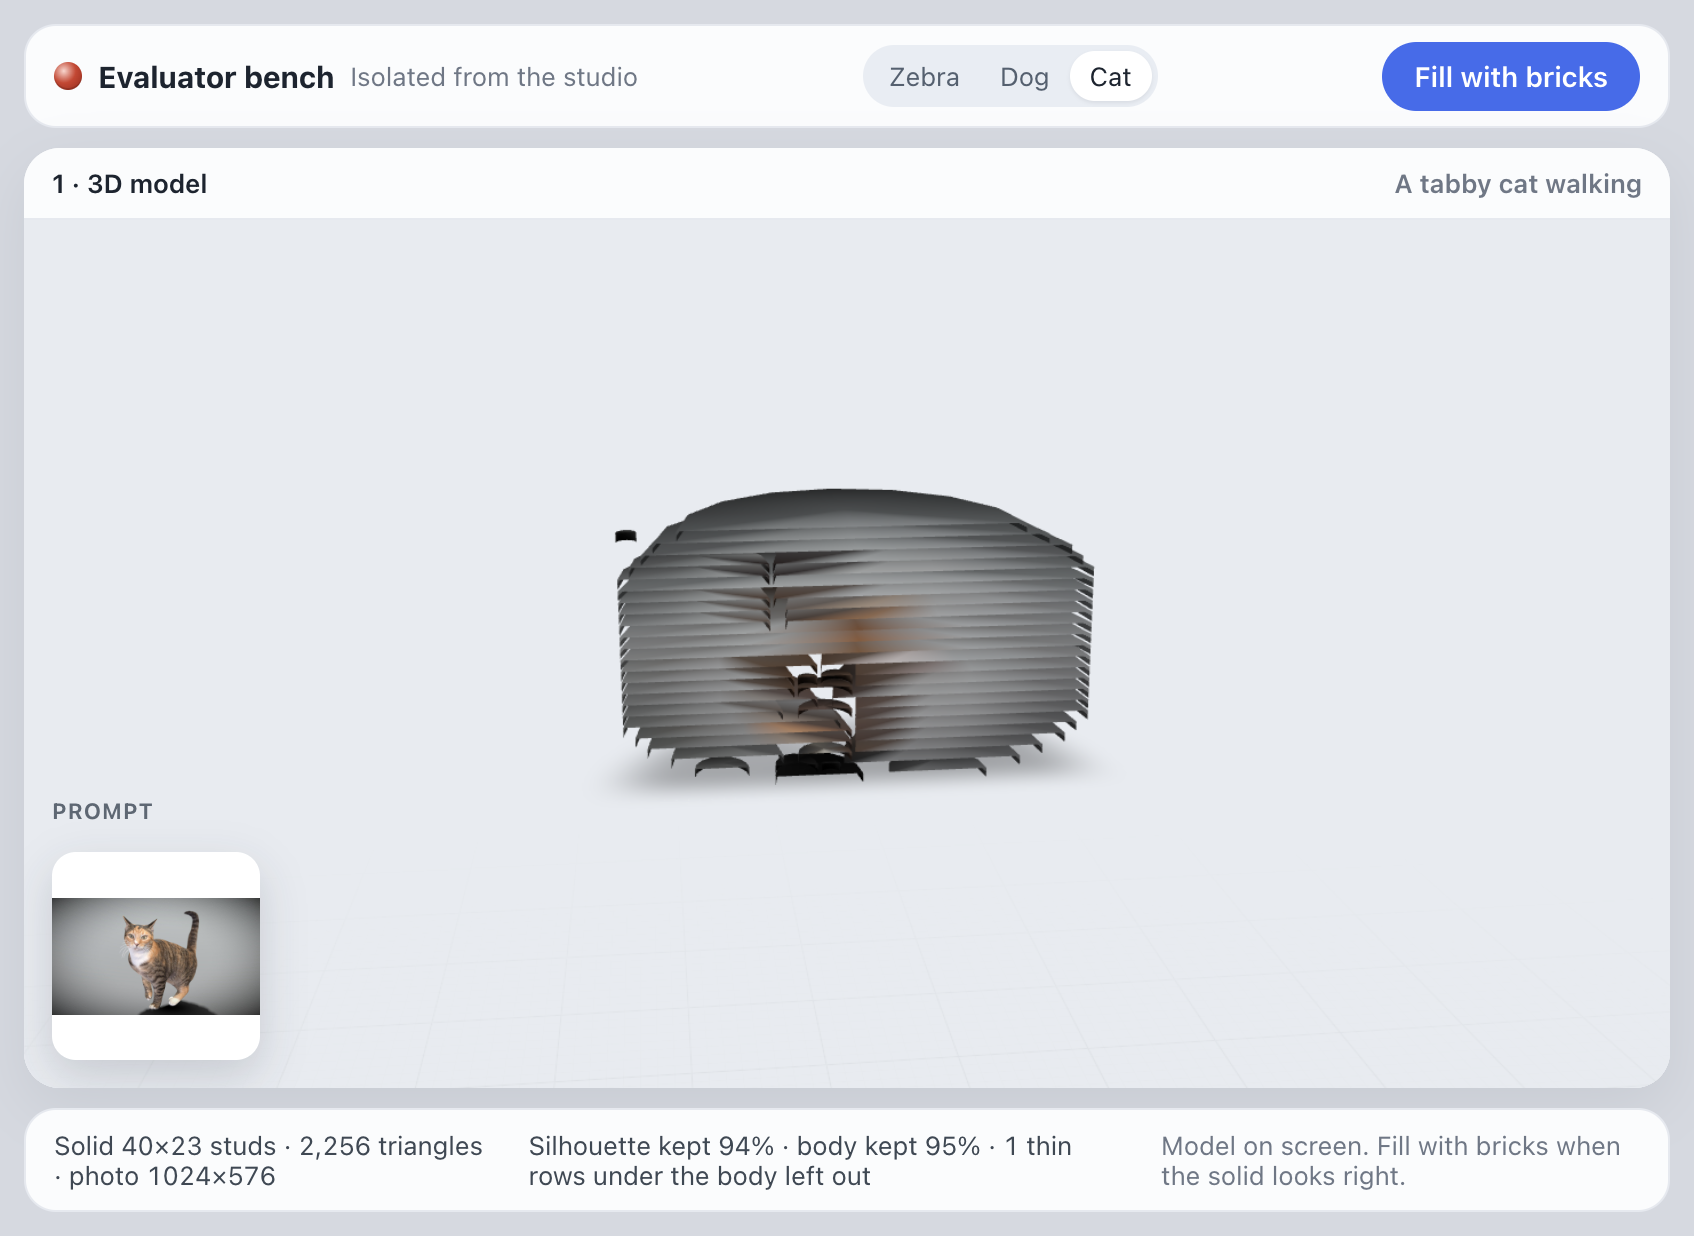 Evaluator bench
Isolated from the studio
Zebra
Dog
Cat
Fill with bricks
1 · 3D model
A tabby cat walking
PROMPT
Solid 40×23 studs · 2,256 triangles
· photo 1024×576
Silhouette kept 94% · body kept 95% · 1 thin
rows under the body left out
Model on screen. Fill with bricks when
the solid looks right.